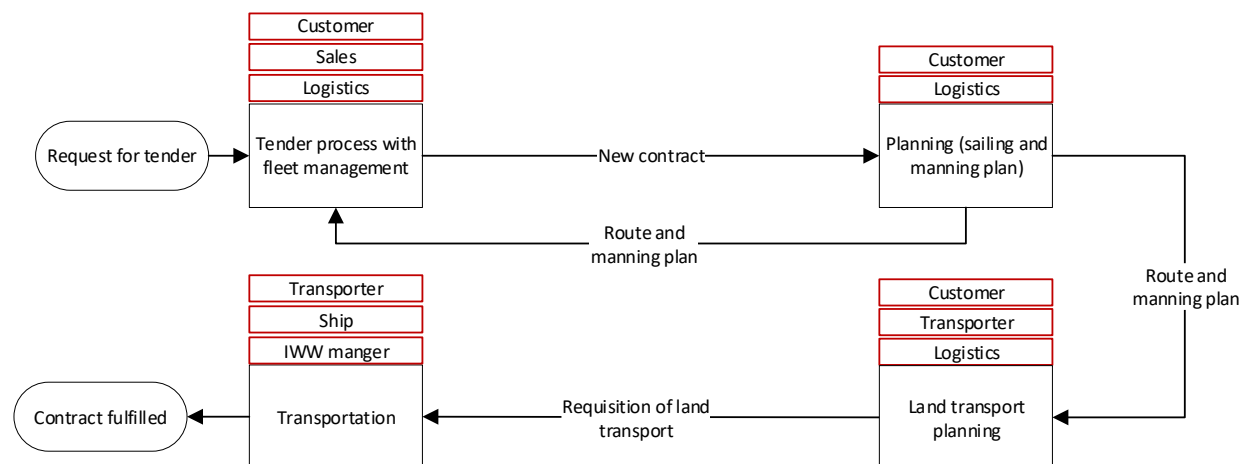 Customer
Sales
Logistics
Customer
Logistics
Request for tender
Tender process with
fleet management
New contract
Planning (sailing and
manning plan)
Route and
manning plan
Route and
manning plan
Transporter
Ship
IWW manger
Customer
Transporter
Logistics
Contract fulfilled
Transportation
Requisition of land
transport
Land transport
planning